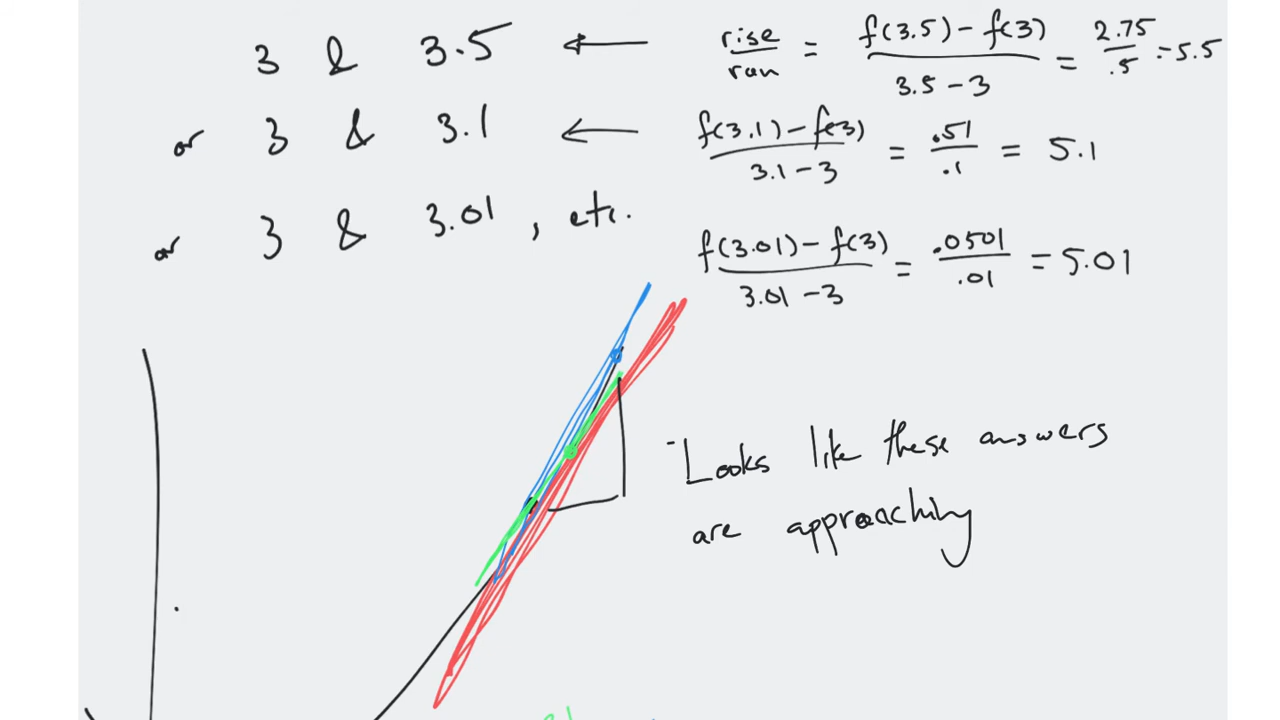 3 & 3.5 ← rise/run = (f(3.5) - f(3))/(3.5 - 3) = 2.75/.5 = 5.5
or 3 & 3.1 ← (f(3.1) - f(3))/(3.1 - 3) = .51/.1 = 5.1
or 3 & 3.01, etc. (f(3.01) - f(3))/(3.01 - 3) = .0501/.01 = 5.01
Looks like these answers
are approaching